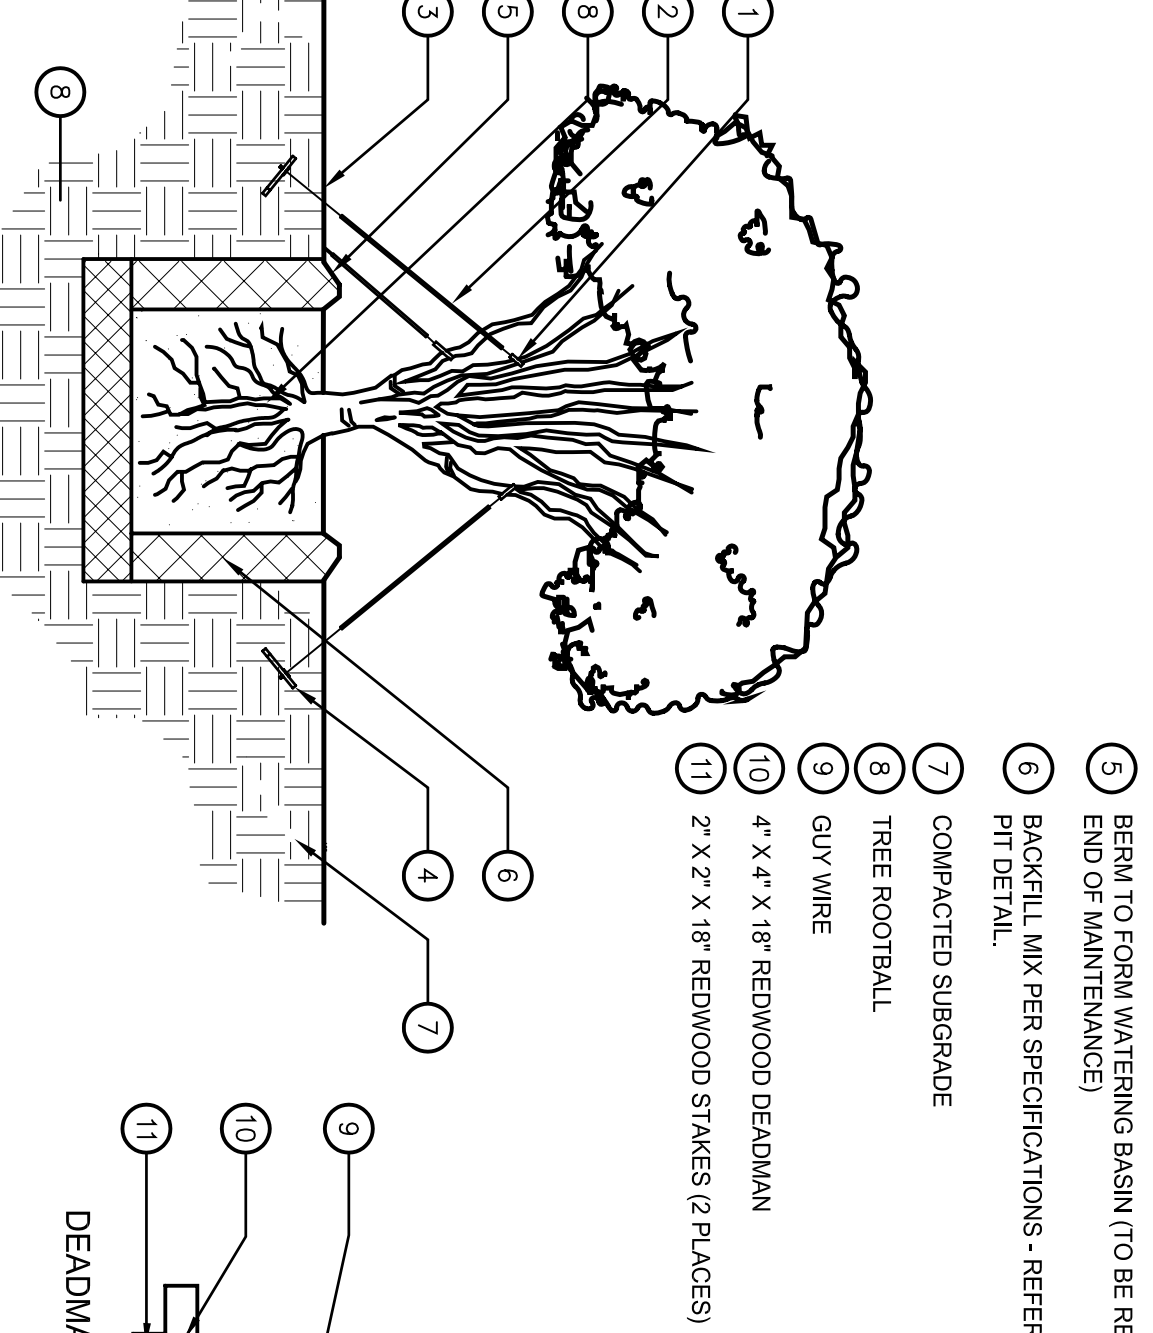 3
5
8
2
1
8
5 BERM TO FORM WATERING BASIN (TO BE
END OF MAINTENANCE)
6 BACKFILL MIX PER SPECIFICATIONS - REFER
PIT DETAIL.
7 COMPACTED SUBGRADE
8 TREE ROOTBALL
9 GUY WIRE
10 4" X 4" X 18" REDWOOD DEADMAN
11 2" X 2" X 18" REDWOOD STAKES (2 PLACES)
6
4
7
9
10
11